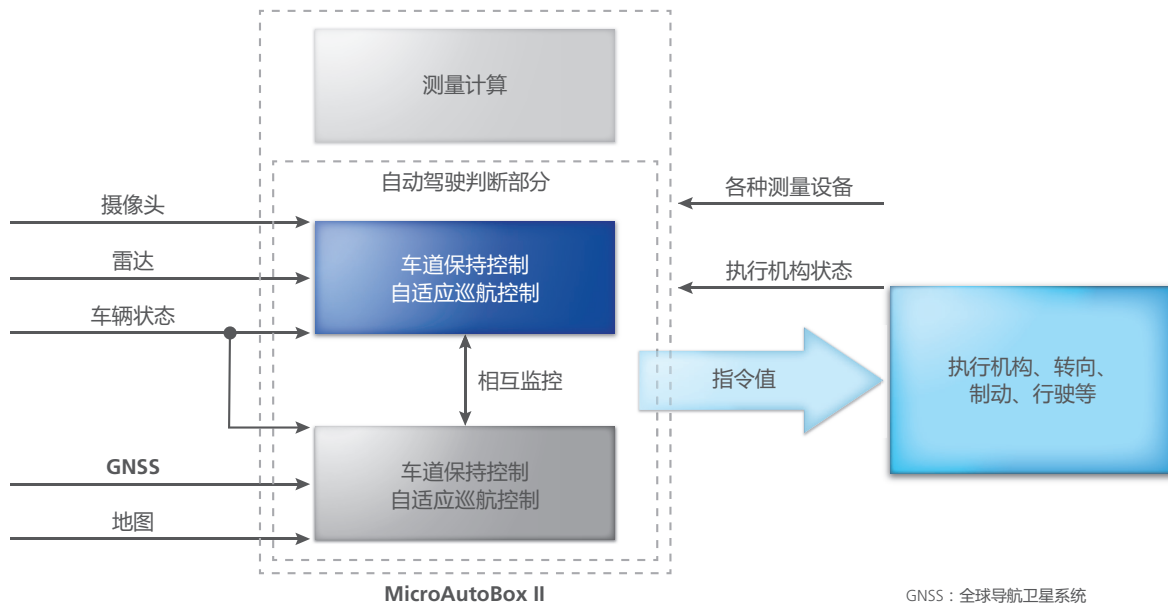 测量计算
自动驾驶判断部分
摄像头
雷达
车辆状态
车道保持控制
自适应巡航控制
相互监控
GNSS
地图
车道保持控制
自适应巡航控制
各种测量设备
执行机构状态
指令值
执行机构、转向、
制动、行驶等
MicroAutoBox II
GNSS：全球导航卫星系统